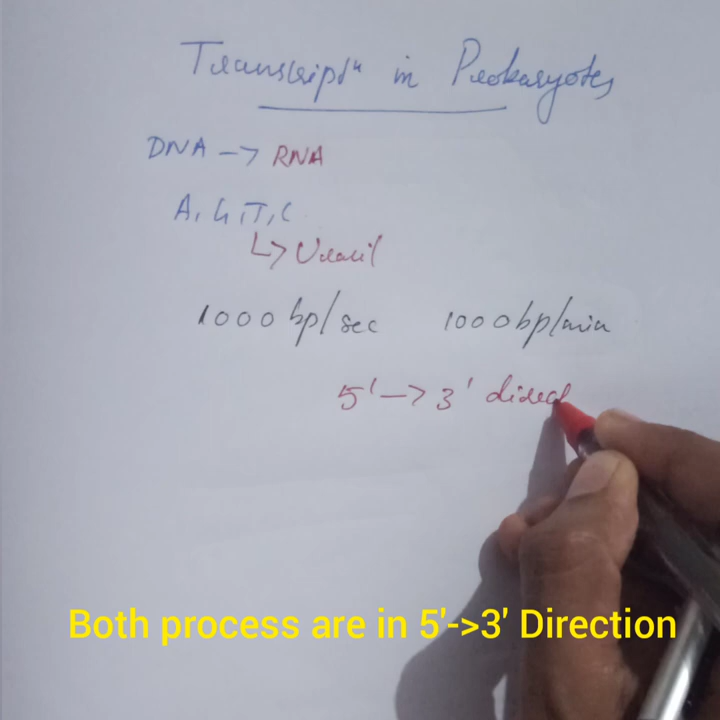 Transcriptⁿ in Prokaryotes
DNA -> RNA
A, G, T, C
↳ Uracil
1000 bp/sec 1000 bp/min
5' -> 3' direc
Both process are in 5'->3' Direction